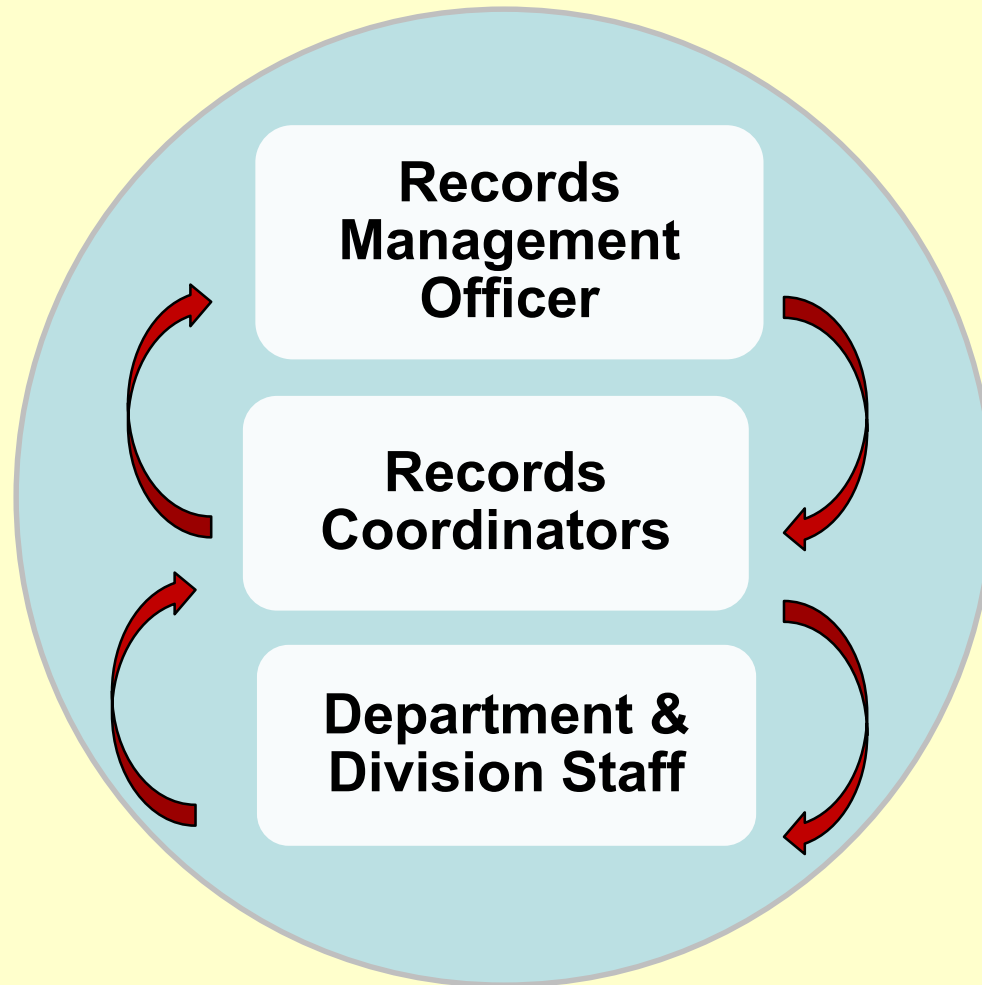 Records
Management
Officer
Records
Coordinators
Department &
Division Staff